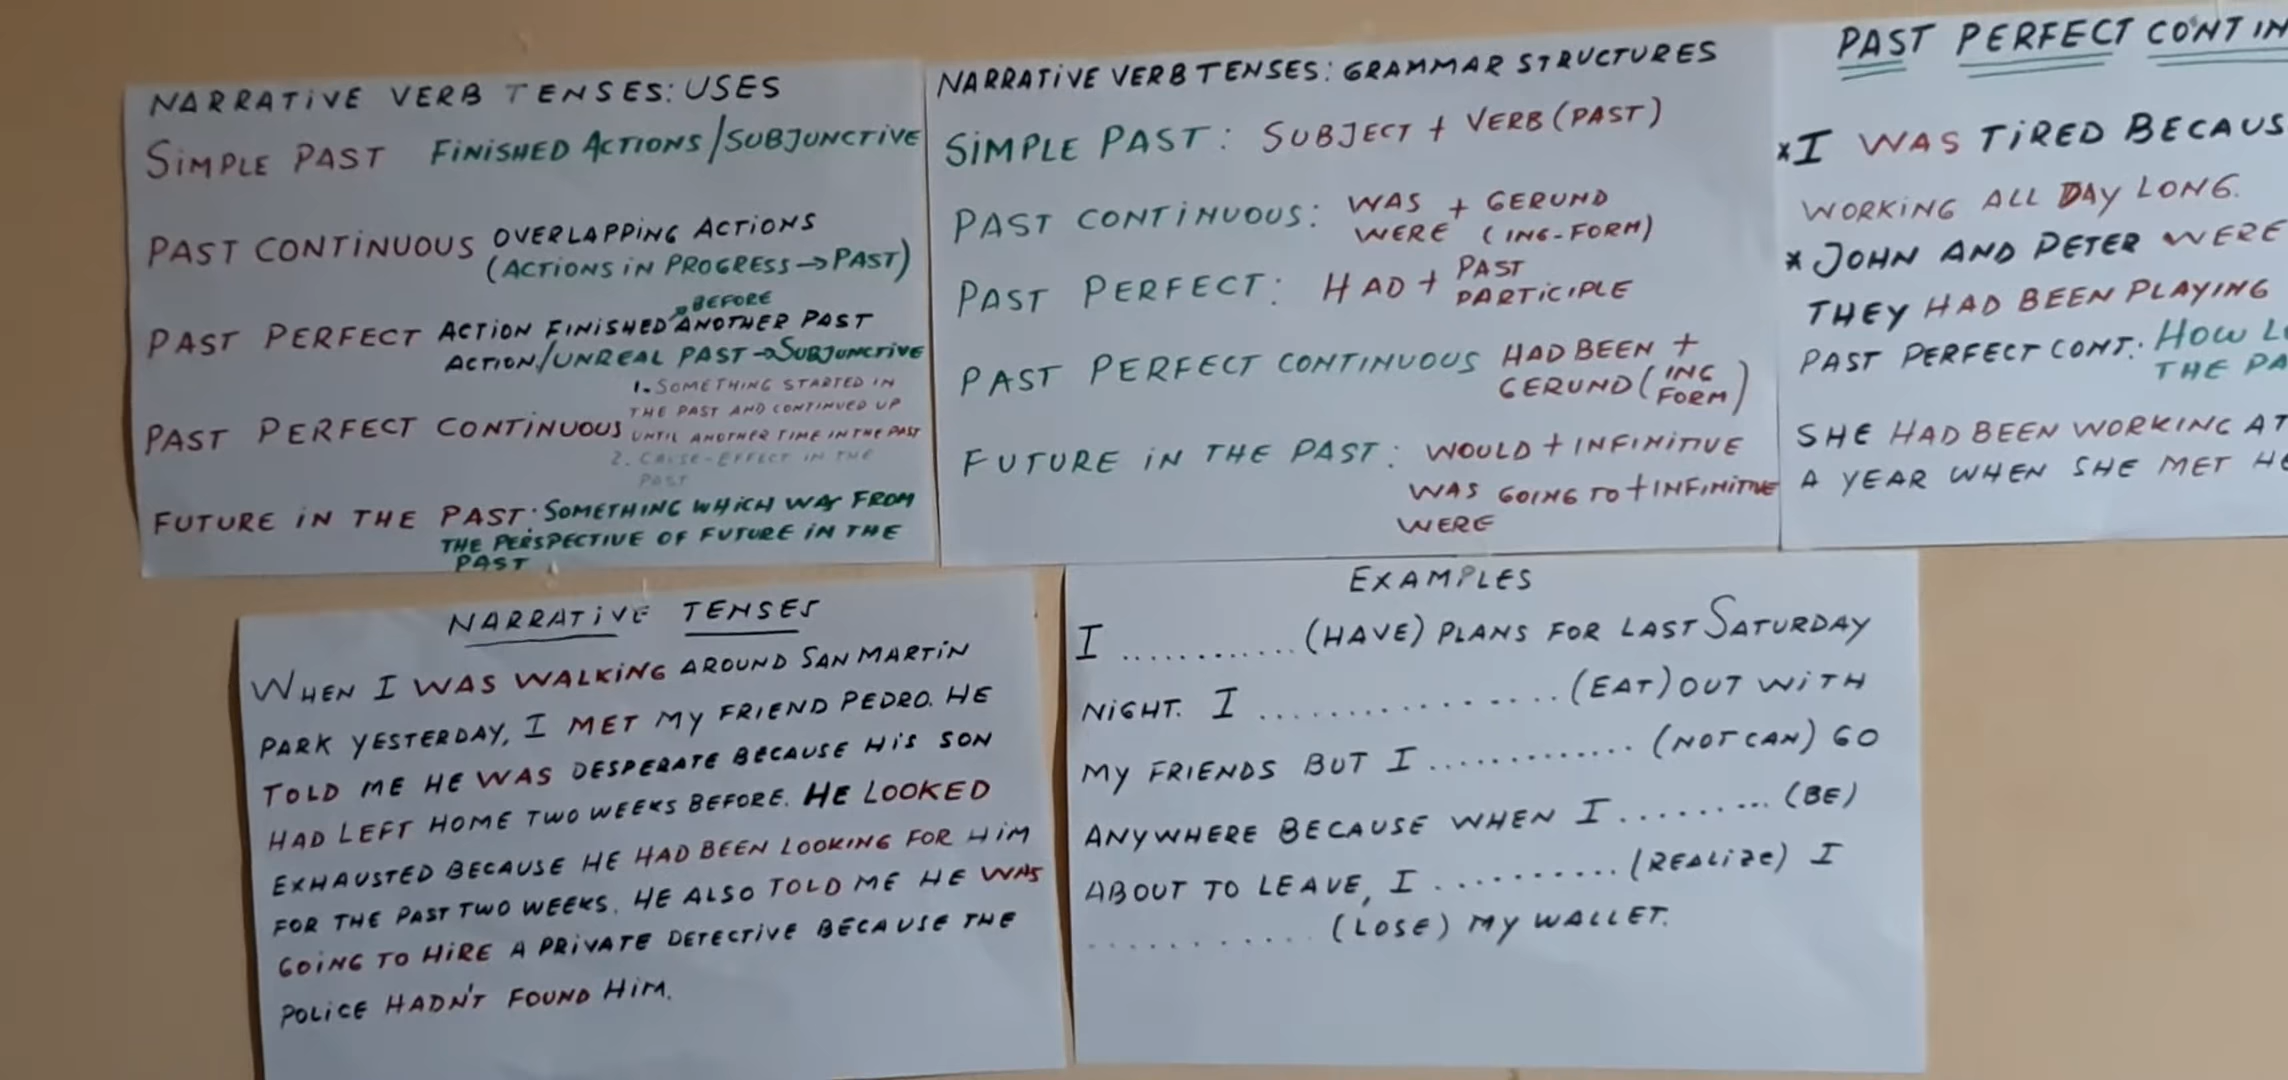 NARRATIVE VERB TENSES: USES
SIMPLE PAST FINISHED ACTIONS/SUBJUNCTIVE
PAST CONTINUOUS OVERLAPPING ACTIONS
(ACTIONS IN PROGRESS → PAST)
BEFORE
PAST PERFECT ACTION FINISHED ANOTHER PAST
ACTION/UNREAL PAST → SUBJUNCTIVE
1. SOMETHING STARTED IN
THE PAST AND CONTINUED UP
PAST PERFECT CONTINUOUS UNTIL ANOTHER TIME IN THE PAST
2. CAUSE-EFFECT IN THE
PAST
FUTURE IN THE PAST: SOMETHING WHICH WAS FROM
THE PERSPECTIVE OF FUTURE IN THE
PAST
NARRATIVE VERB TENSES: GRAMMAR STRUCTURES
SIMPLE PAST: SUBJECT + VERB (PAST)
PAST CONTINUOUS: WAS + GERUND
WERE (ING-FORM)
PAST PERFECT: HAD + PAST
PARTICIPLE
PAST PERFECT CONTINUOUS HAD BEEN +
GERUND (ING
FORM)
FUTURE IN THE PAST: WOULD + INFINITIVE
WAS GOING TO + INFINITIVE
WERE
PAST PERFECT CONTIN
*I WAS TIRED BECAUS
WORKING ALL DAY LONG.
* JOHN AND PETER WERE
THEY HAD BEEN PLAYING
PAST PERFECT CONT.: HOW L
THE PA
SHE HAD BEEN WORKING AT
A YEAR WHEN SHE MET HE
NARRATIVE TENSES
WHEN I WAS WALKING AROUND SAN MARTIN
PARK YESTERDAY, I MET MY FRIEND PEDRO. HE
TOLD ME HE WAS DESPERATE BECAUSE HIS SON
HAD LEFT HOME TWO WEEKS BEFORE. HE LOOKED
EXHAUSTED BECAUSE HE HAD BEEN LOOKING FOR HIM
FOR THE PAST TWO WEEKS. HE ALSO TOLD ME HE WAS
GOING TO HIRE A PRIVATE DETECTIVE BECAUSE THE
POLICE HADN'T FOUND HIM.
EXAMPLES
I ............ (HAVE) PLANS FOR LAST SATURDAY
NIGHT. I ................. (EAT) OUT WITH
MY FRIENDS BUT I ............ (NOT CAN) GO
ANYWHERE BECAUSE WHEN I ......... (BE)
ABOUT TO LEAVE, I ........... (REALIZE) I
............ (LOSE) MY WALLET.